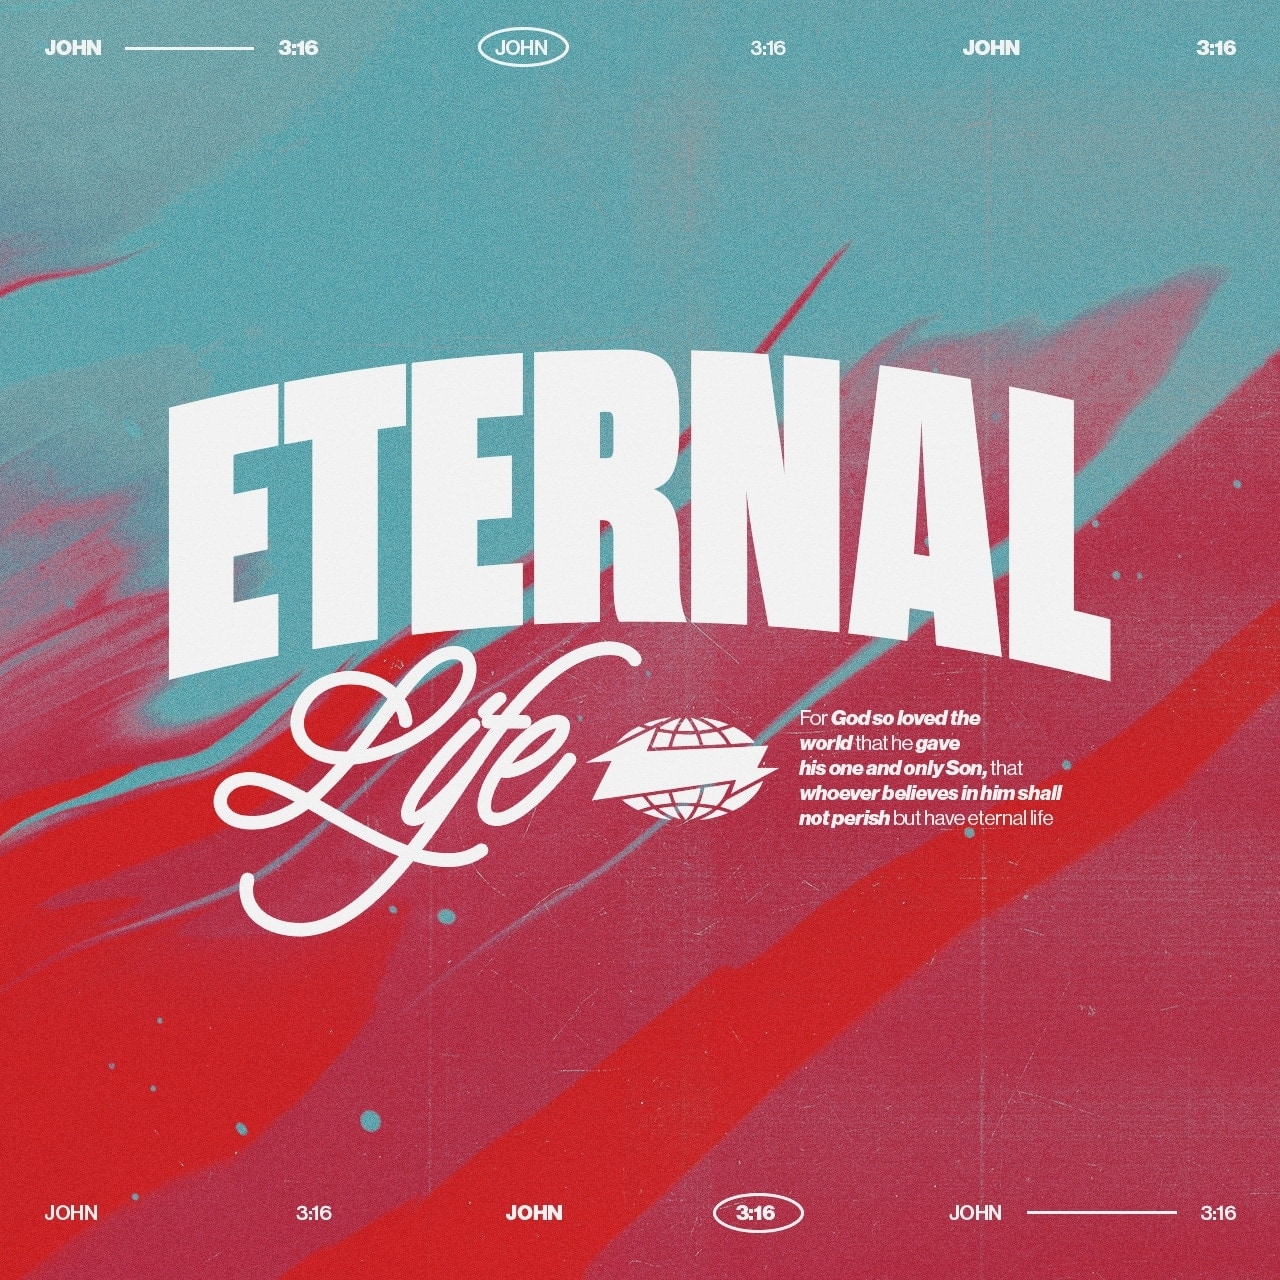 JOHN 3:16 JOHN 3:16 JOHN 3:16
ETERNAL
Life
For God so loved the
world that he gave
his one and only Son, that
whoever believes in him shall
not perish but have eternal life
JOHN 3:16 JOHN 3:16 JOHN 3:16